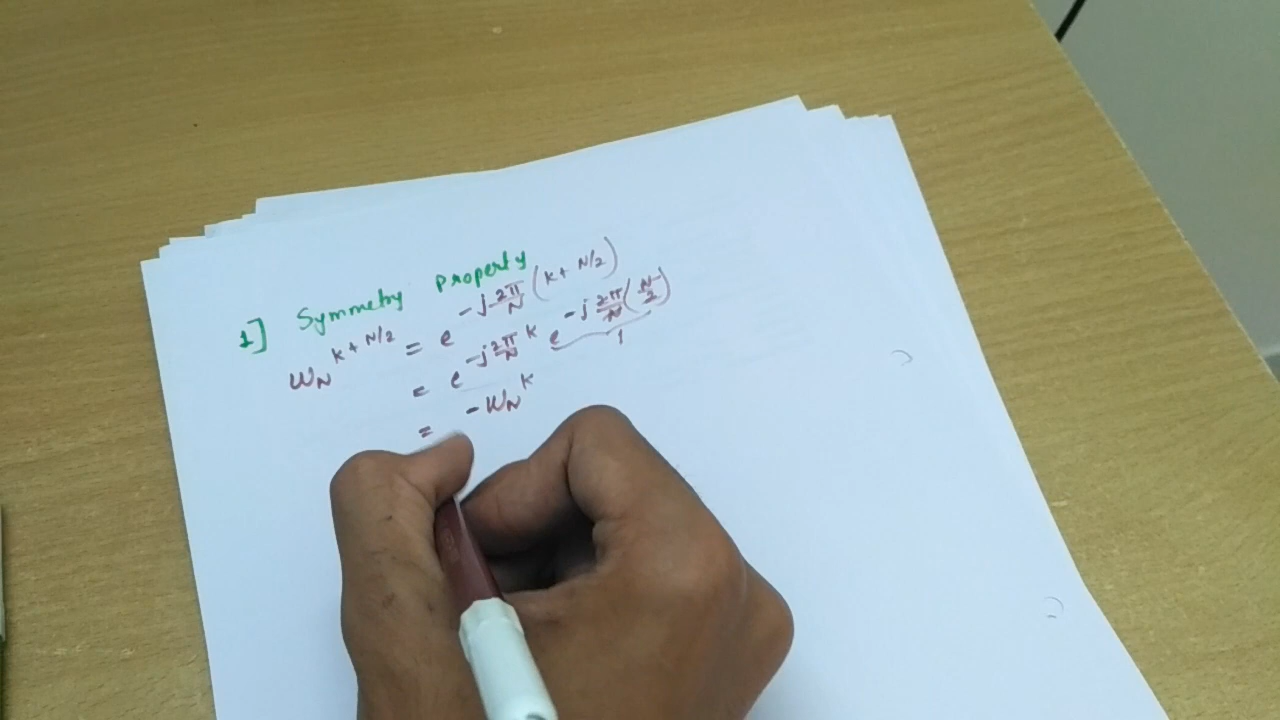 1] Symmetry Property
W_N^{k + N/2} = e^{-j 2π/N (k + N/2)}
= e^{-j 2π/N k} e^{-j 2π/N (N/2)}
1
= -W_N^k